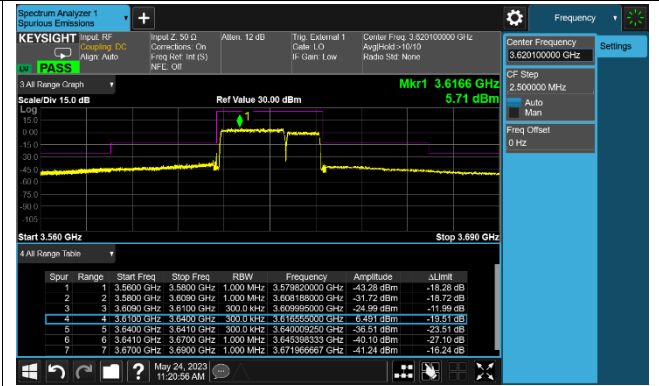 Spectrum Analyzer 1
Spurious Emissions
Frequency
KEYSIGHT
Input: RF
Coupling: DC
Align: Auto
Input Z: 50 Ω
Corrections: On
Freq Ref: Int (S)
NFE: Off
Atten: 12 dB
Trig: External 1
Gate: LO
IF Gain: Low
Center Freq: 3.620100000 GHz
Avg|Hold:>10/10
Radio Std: None
PASS
Center Frequency
3.620100000 GHz
Settings
CF Step
2.500000 MHz
Auto
Man
Freq Offset
0 Hz
3 All Range Graph
Mkr1 3.6166 GHz
Scale/Div 15.0 dB
Ref Value 30.00 dBm
5.71 dBm
Log
15.0
0.00
-15.0
-30.0
-45.0
-60.0
-75.0
-90.0
-105
1
Start 3.560 GHz
Stop 3.690 GHz
4 All Range Table
Spur Range Start Freq Stop Freq RBW Frequency Amplitude ΔLimit
1 1 3.5600 GHz 3.5800 GHz 1.000 MHz 3.579820000 GHz -43.28 dBm -18.28 dB
2 2 3.5800 GHz 3.6090 GHz 1.000 MHz 3.608188000 GHz -31.72 dBm -18.72 dB
3 3 3.6090 GHz 3.6100 GHz 300.0 kHz 3.609995000 GHz -24.99 dBm -11.99 dB
4 4 3.6100 GHz 3.6400 GHz 300.0 kHz 3.616555000 GHz 6.491 dBm -19.51 dB
5 5 3.6400 GHz 3.6410 GHz 300.0 kHz 3.640009250 GHz -36.51 dBm -23.51 dB
6 6 3.6410 GHz 3.6700 GHz 1.000 MHz 3.645398333 GHz -40.10 dBm -27.10 dB
7 7 3.6700 GHz 3.6900 GHz 1.000 MHz 3.671966667 GHz -41.24 dBm -16.24 dB
?
May 24, 2023
11:20:56 AM